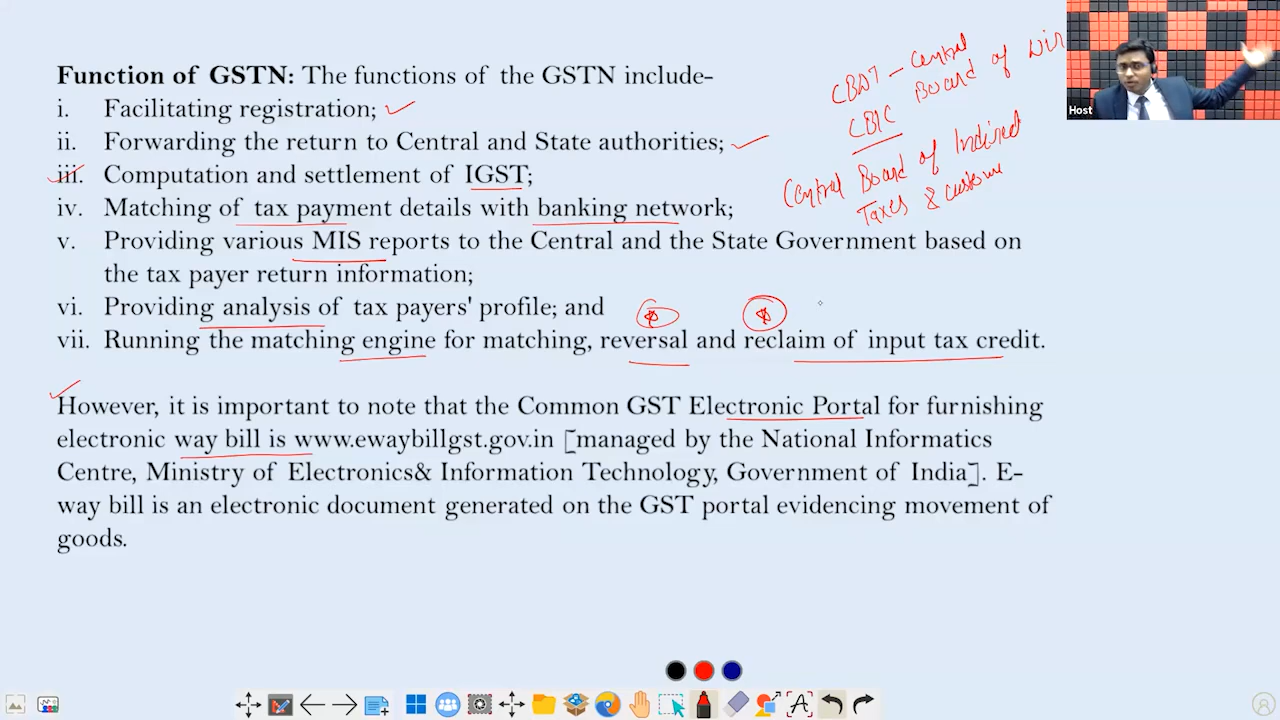 Function of GSTN: The functions of the GSTN include-
i. Facilitating registration;
ii. Forwarding the return to Central and State authorities;
iii. Computation and settlement of IGST;
iv. Matching of tax payment details with banking network;
v. Providing various MIS reports to the Central and the State Government based on
the tax payer return information;
vi. Providing analysis of tax payers' profile; and
vii. Running the matching engine for matching, reversal and reclaim of input tax credit.
However, it is important to note that the Common GST Electronic Portal for furnishing
electronic way bill is www.ewaybillgst.gov.in [managed by the National Informatics
Centre, Ministry of Electronics& Information Technology, Government of India]. E-
way bill is an electronic document generated on the GST portal evidencing movement of
goods.
CBDT - Central
Board of Dir
CBIC
Central Board of Indirect
Taxes & Custom
Host